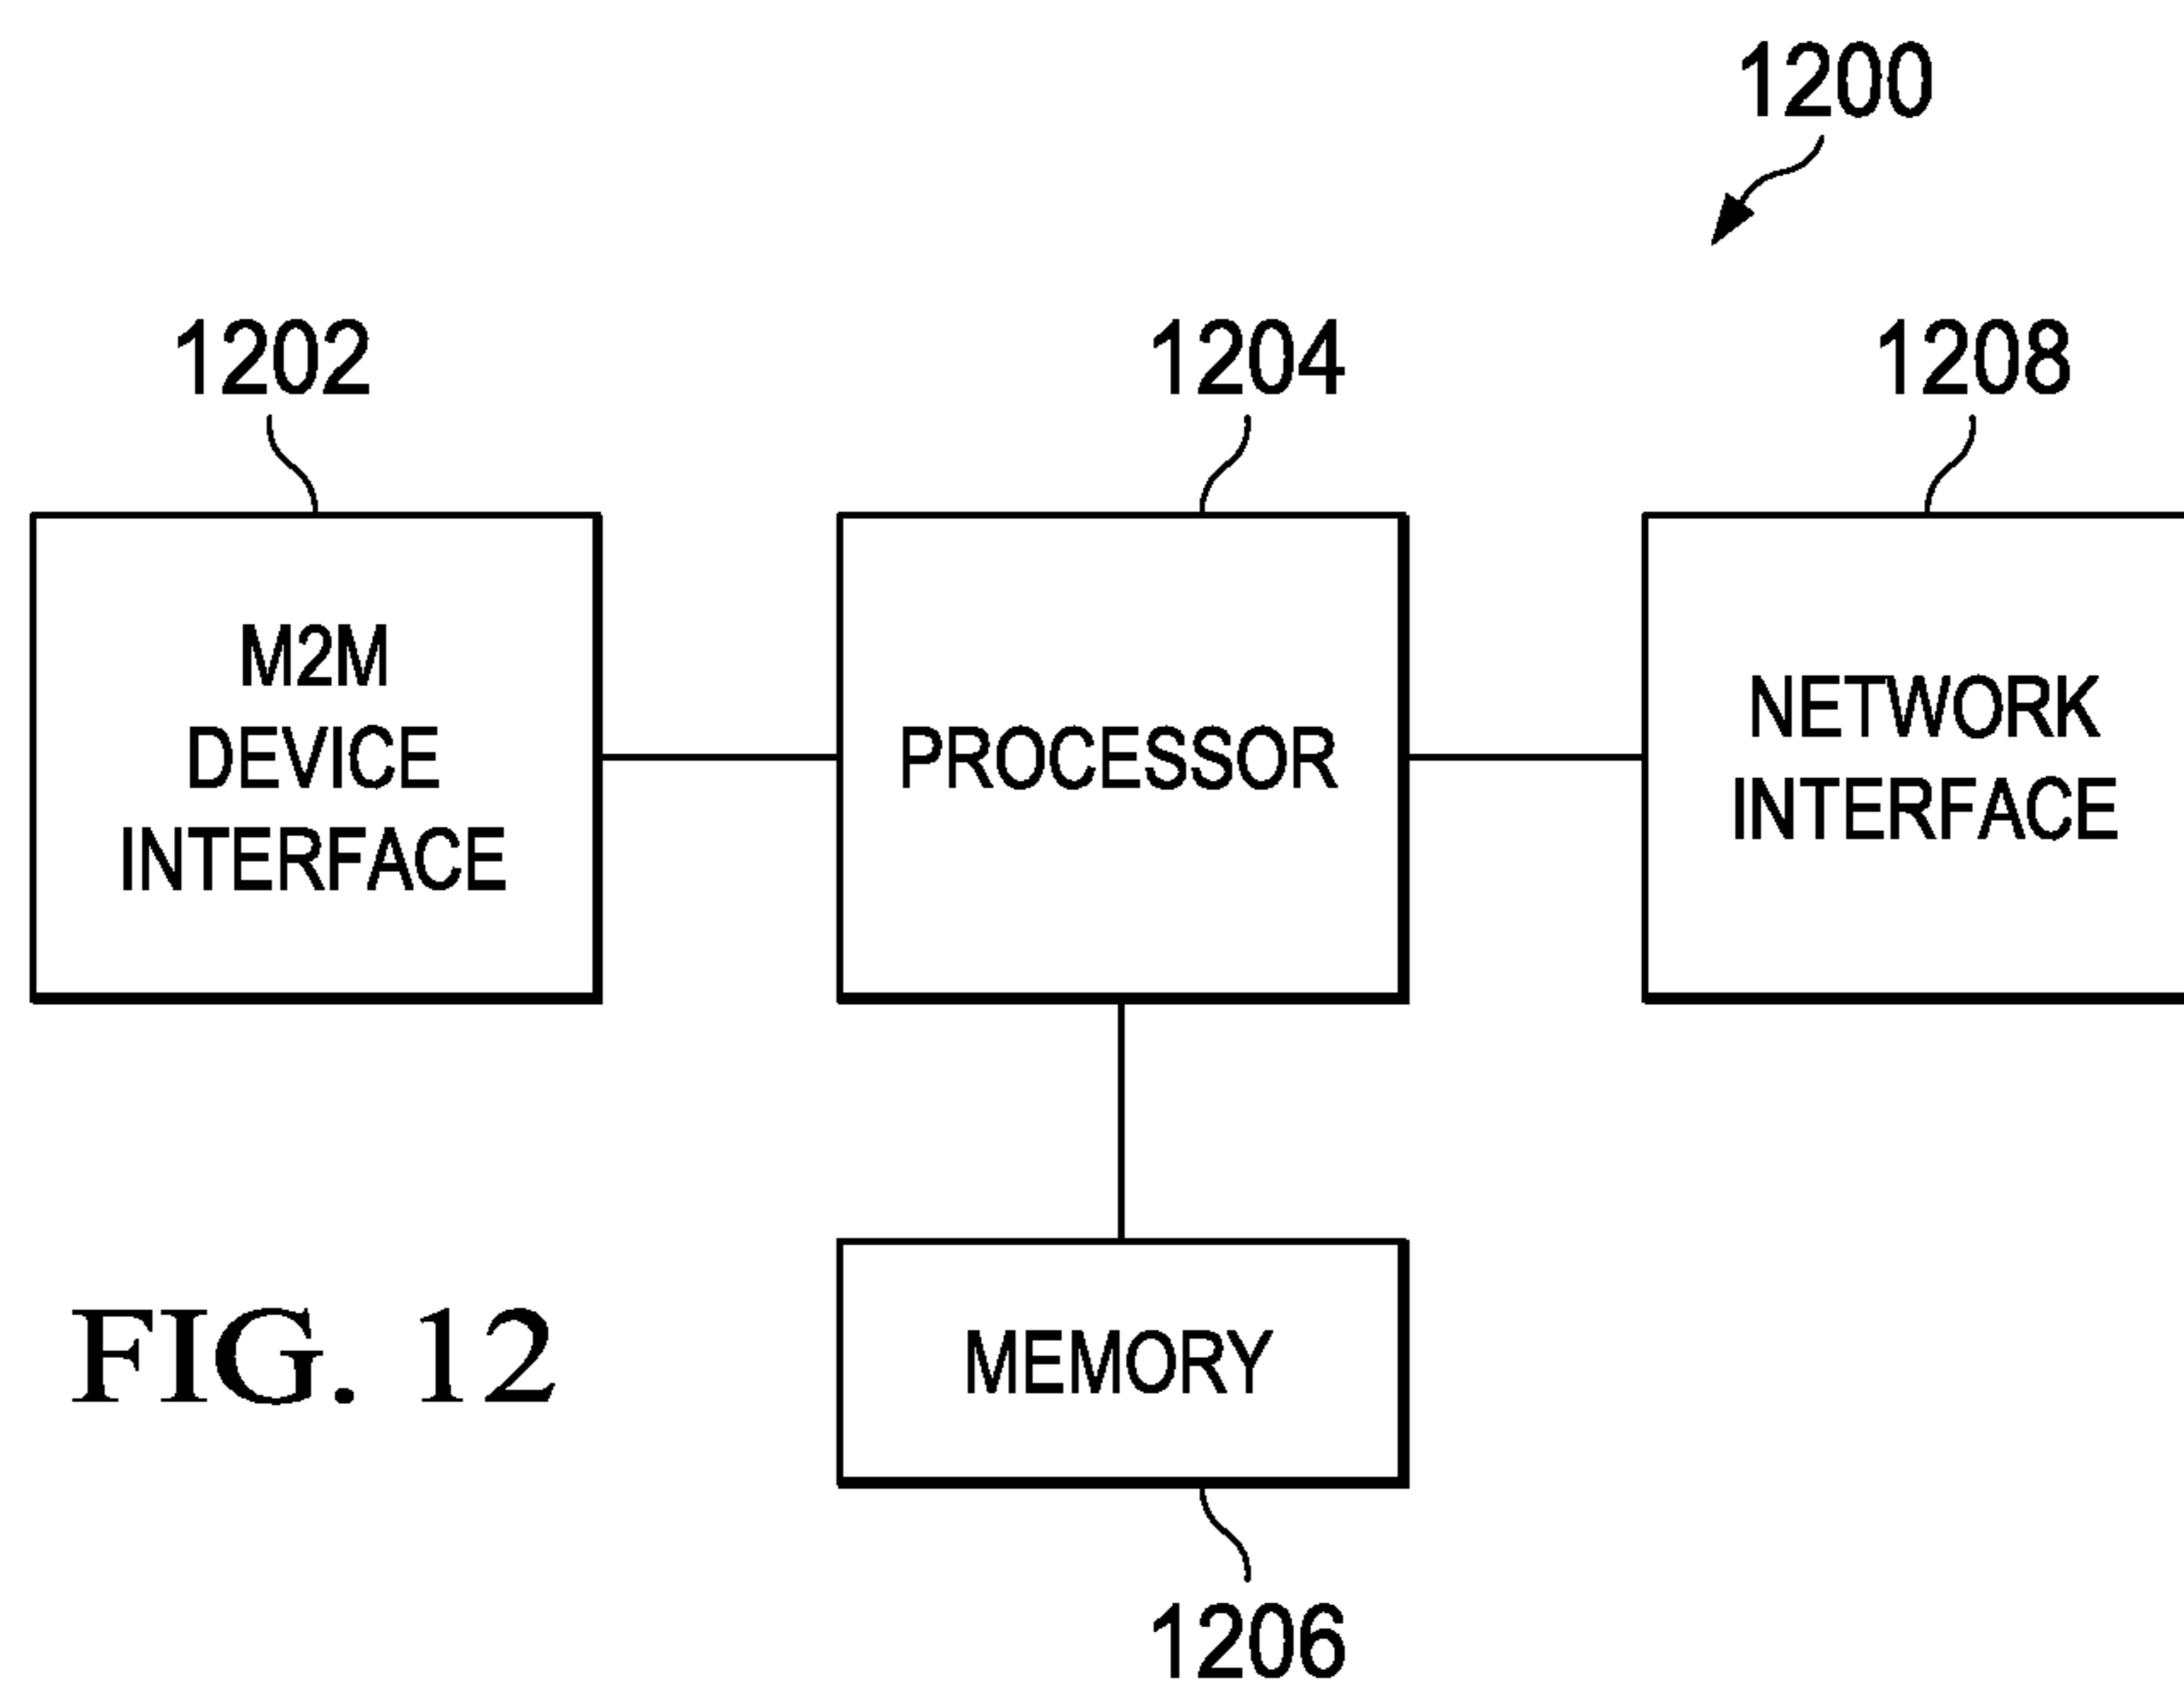 1200
1202
1204
1208
M2M
DEVICE
INTERFACE
PROCESSOR
NETWORK
INTERFACE
MEMORY
FIG. 12
1206